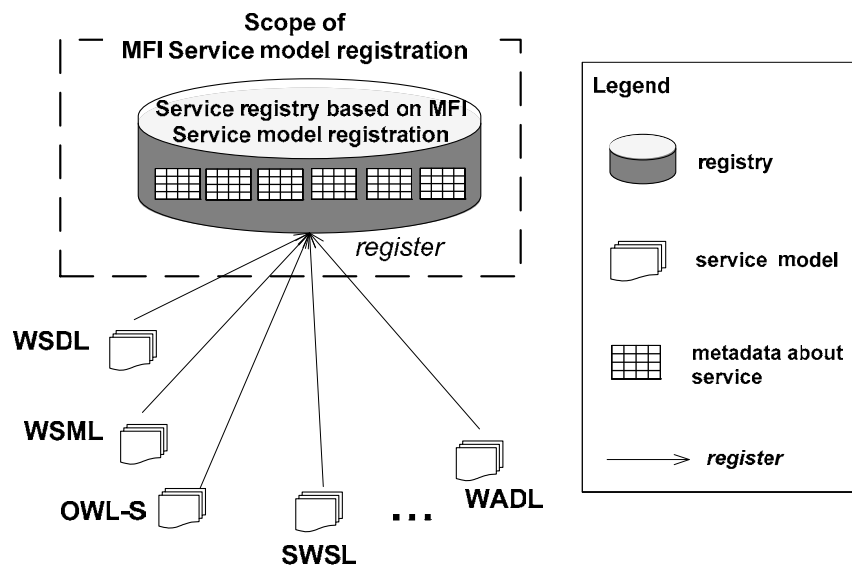 Scope of
MFI Service model registration
Service registry based on MFI
Service model registration
register
WSDL
WSML
OWL-S
SWSL
...
WADL
Legend
registry
service model
metadata about
service
register